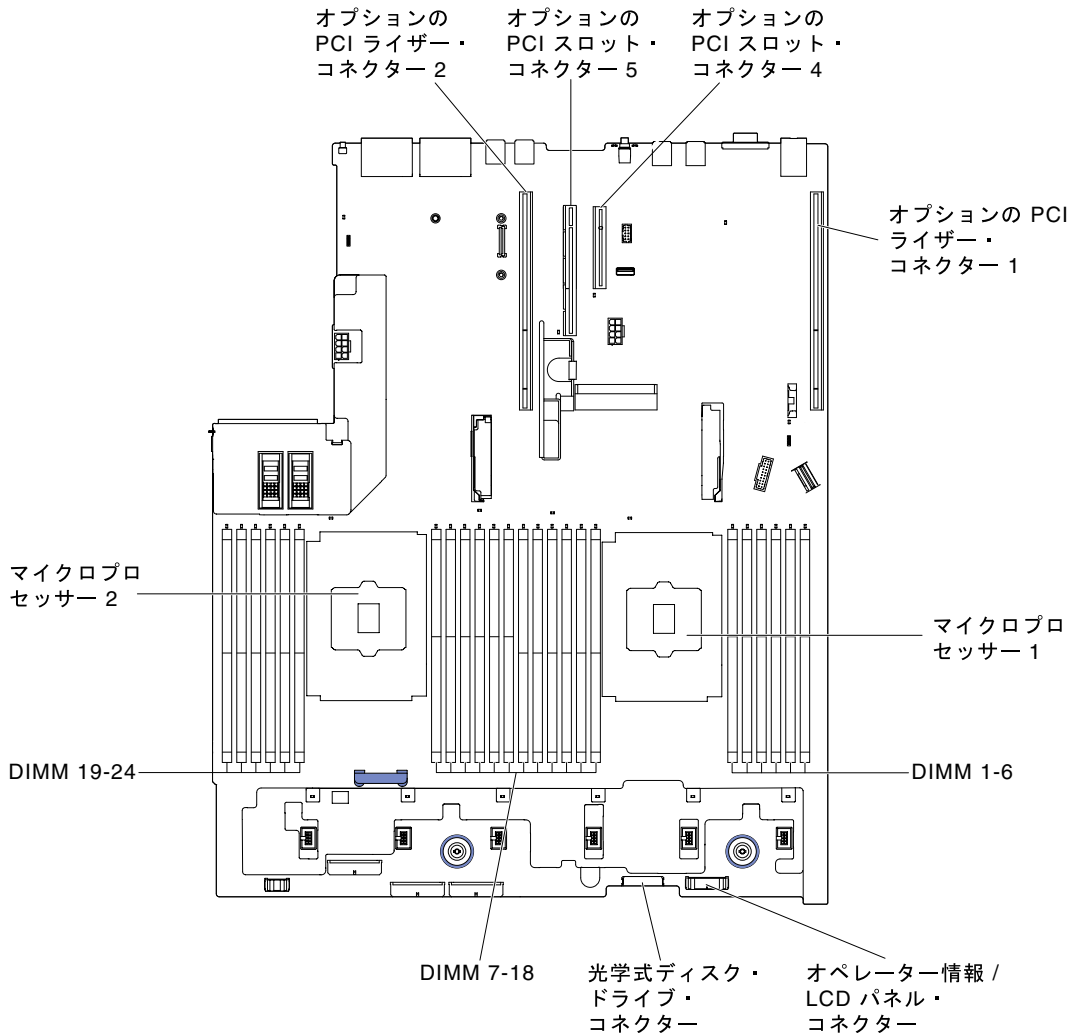 オプションの
PCI ライザー・
コネクター 2
オプションの
PCI スロット・
コネクター 5
オプションの
PCI スロット・
コネクター 4
オプションの PCI
ライザー・
コネクター 1
マイクロプロ
セッサー 2
マイクロプロ
セッサー 1
DIMM 19-24
DIMM 1-6
DIMM 7-18
光学式ディスク・
ドライブ・
コネクター
オペレーター情報 /
LCD パネル・
コネクター